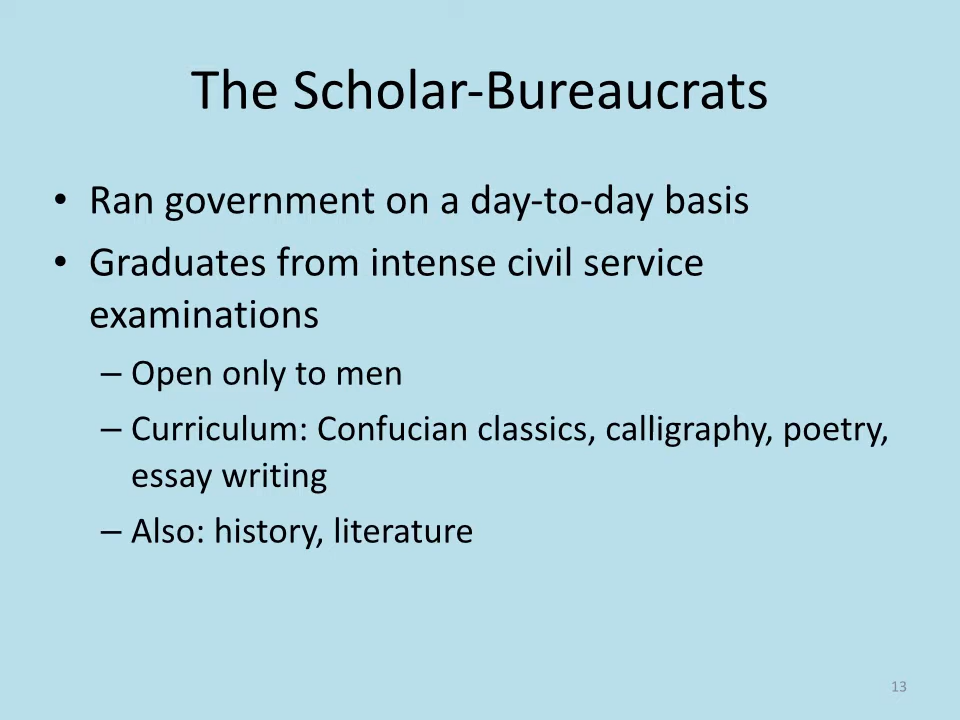 The Scholar-Bureaucrats
• Ran government on a day-to-day basis
• Graduates from intense civil service
examinations
– Open only to men
– Curriculum: Confucian classics, calligraphy, poetry,
essay writing
– Also: history, literature
13